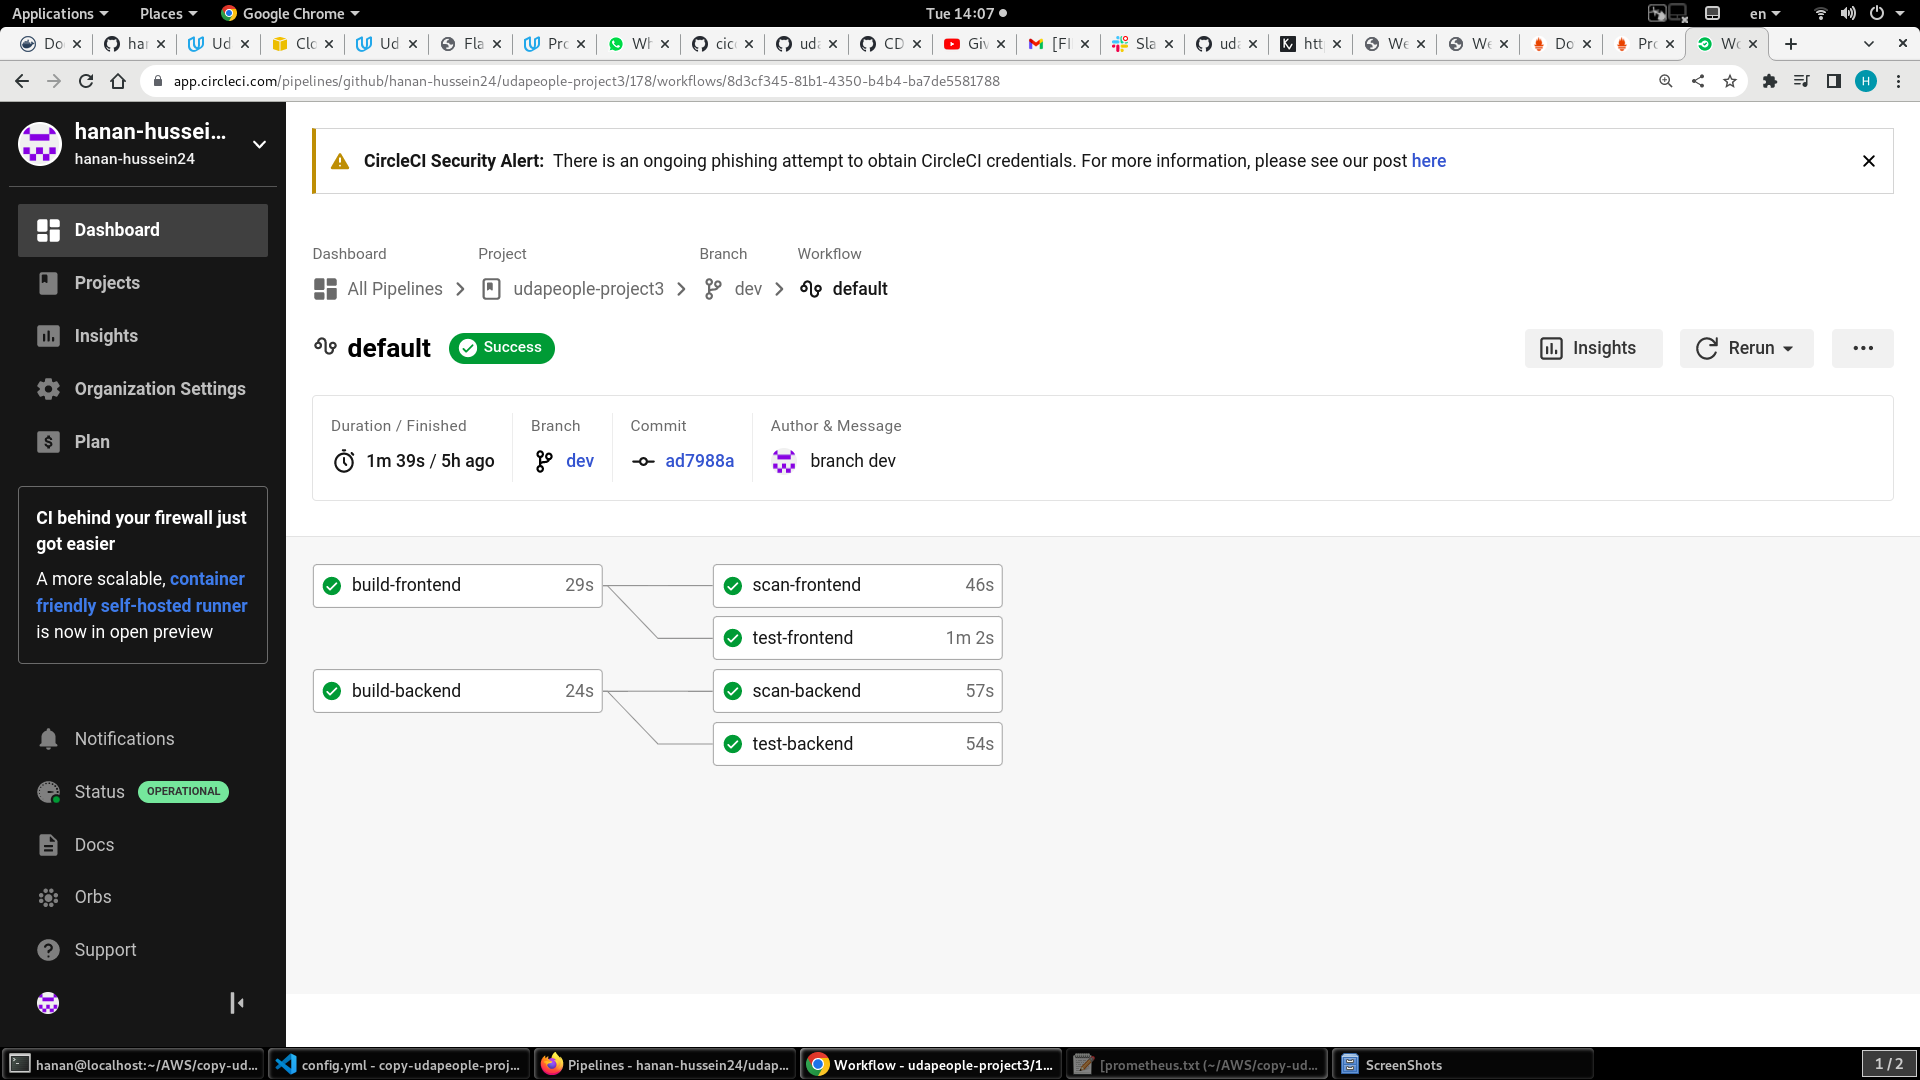 Applications
Places
Google Chrome
Tue 14:07
en
Do
har
Ud
Clo
Ud
Fla
Pro
Wh
circ
uda
CD
Giv
[FI
Sla
uda
htt
We
We
Do
Pro
Wo
app.circleci.com/pipelines/github/hanan-hussein24/udapeople-project3/178/workflows/8d3cf345-81b1-4350-b4b4-ba7de5581788
H
hanan-hussei...
hanan-hussein24
Dashboard
Projects
Insights
Organization Settings
Plan
CI behind your firewall just
got easier
A more scalable, container
friendly self-hosted runner
is now in open preview
Notifications
Status OPERATIONAL
Docs
Orbs
Support
CircleCI Security Alert: There is an ongoing phishing attempt to obtain CircleCI credentials. For more information, please see our post here
Dashboard Project Branch Workflow
All Pipelines udapeople-project3 dev default
default Success
Insights Rerun
Duration / Finished Branch Commit Author & Message
1m 39s / 5h ago dev ad7988a branch dev
build-frontend 29s
scan-frontend 46s
test-frontend 1m 2s
build-backend 24s
scan-backend 57s
test-backend 54s
hanan@localhost:~/AWS/copy-ud...
config.yml - copy-udapeople-proj...
Pipelines - hanan-hussein24/udap...
Workflow - udapeople-project3/1...
[prometheus.txt (~/AWS/copy-ud...
ScreenShots
1 / 2